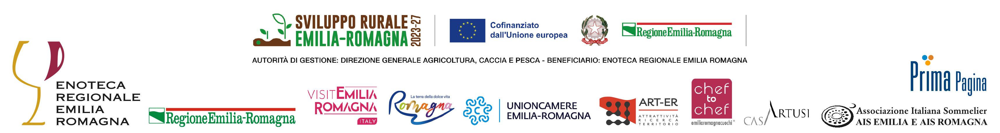 SVILUPPO RURALE
EMILIA-ROMAGNA
2023-27
Cofinanziato
dall'Unione europea
REPVBBLICA ITALIANA
RegioneEmilia-Romagna
AUTORITÀ DI GESTIONE: DIREZIONE GENERALE AGRICOLTURA, CACCIA E PESCA - BENEFICIARIO: ENOTECA REGIONALE EMILIA ROMAGNA
ENOTECA
REGIONALE
EMILIA
ROMAGNA
RegioneEmilia-Romagna
VISITEMILIA
ROMAGNA
ITALY
La terra della dolce vita
Romagna
UNIONCAMERE
EMILIA-ROMAGNA
ART-ER
ATTRATTIVITÀ
RICERCA
TERRITORIO
chef
to
chef
emiliaromagnacuochi®
CASARTUSI
Prima Pagina
Associazione Italiana Sommelier
AIS EMILIA E AIS ROMAGNA